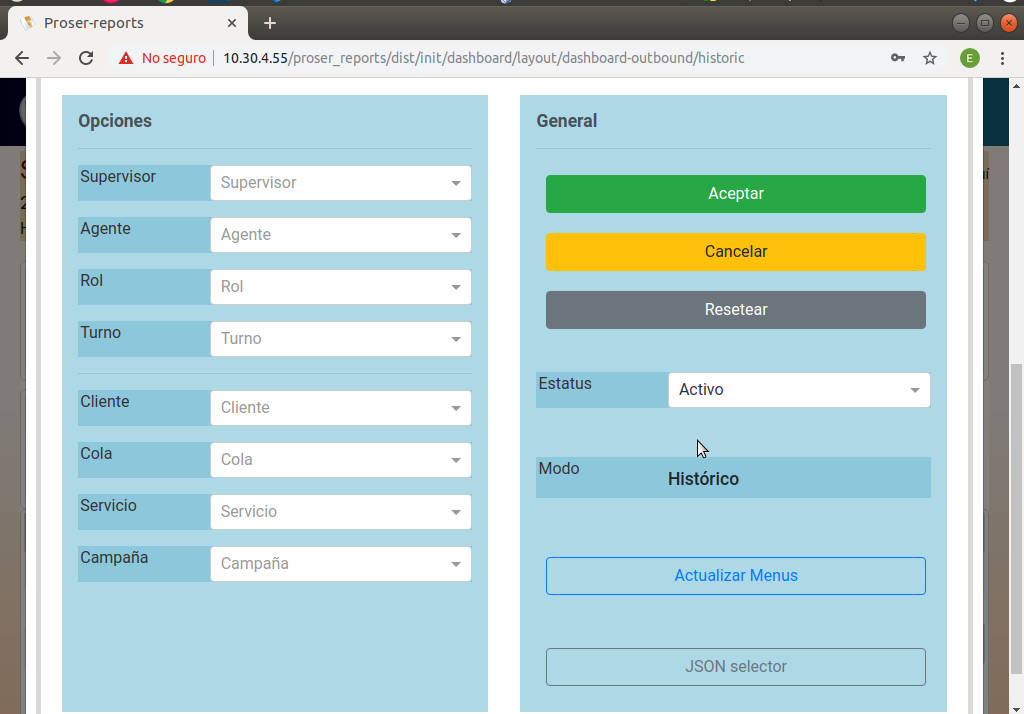 Proser-reports
No seguro
10.30.4.55/proser_reports/dist/init/dashboard/layout/dashboard-outbound/historic
E
Opciones
Supervisor
Supervisor
Agente
Agente
Rol
Rol
Turno
Turno
Cliente
Cliente
Cola
Cola
Servicio
Servicio
Campaña
Campaña
General
Aceptar
Cancelar
Resetear
Estatus
Activo
Modo
Histórico
Actualizar Menus
JSON selector